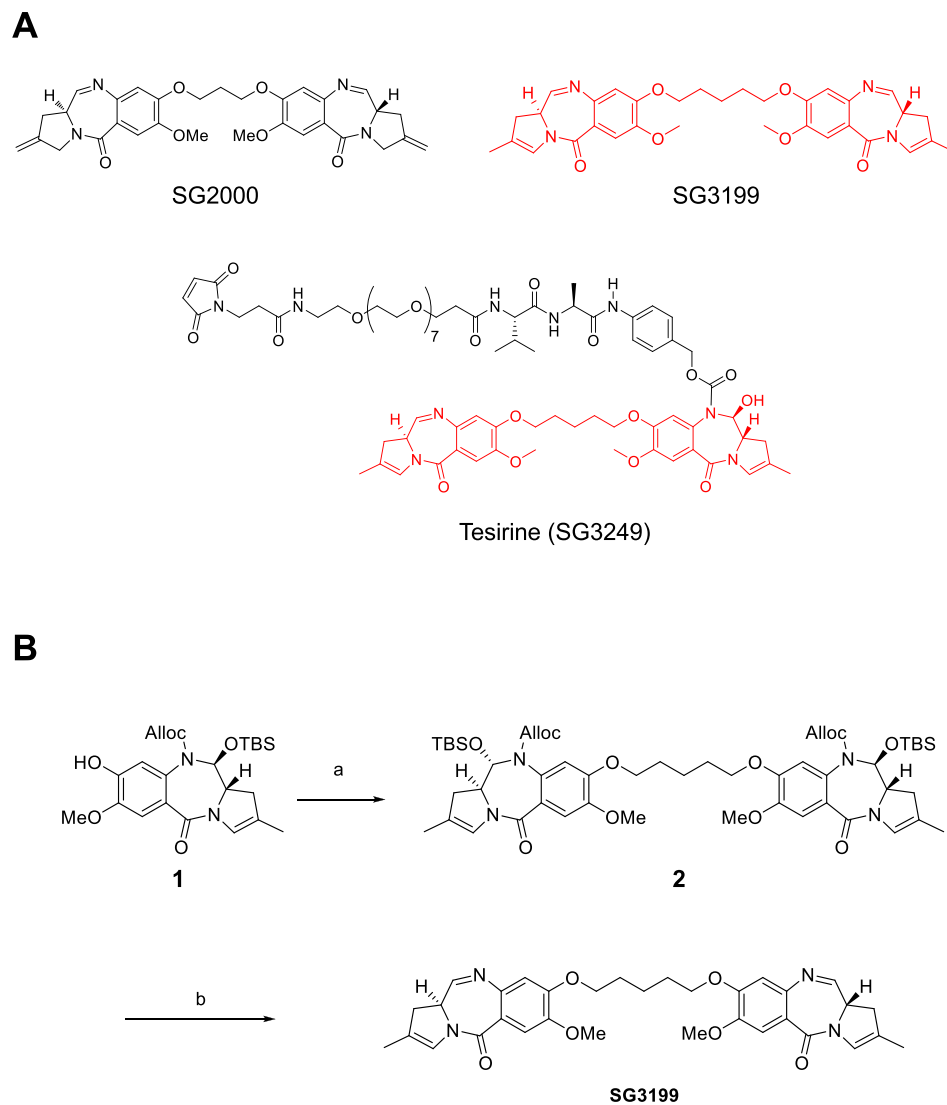 A
H N O O N H
N OMe MeO N
O O
SG2000
H N O O N H
N O O N
O O
SG3199
O N O
H N O O O 7
O H N O N H O H N
O O
N OH
H N O O H
N O O N
O O
Tesirine (SG3249)
B
Alloc N OTBS
HO H
MeO N
O
1
a
TBSO Alloc N O O Alloc N OTBS
H H
N OMe MeO N
O O
2
b
H N O O N H
N OMe MeO N
O O
SG3199